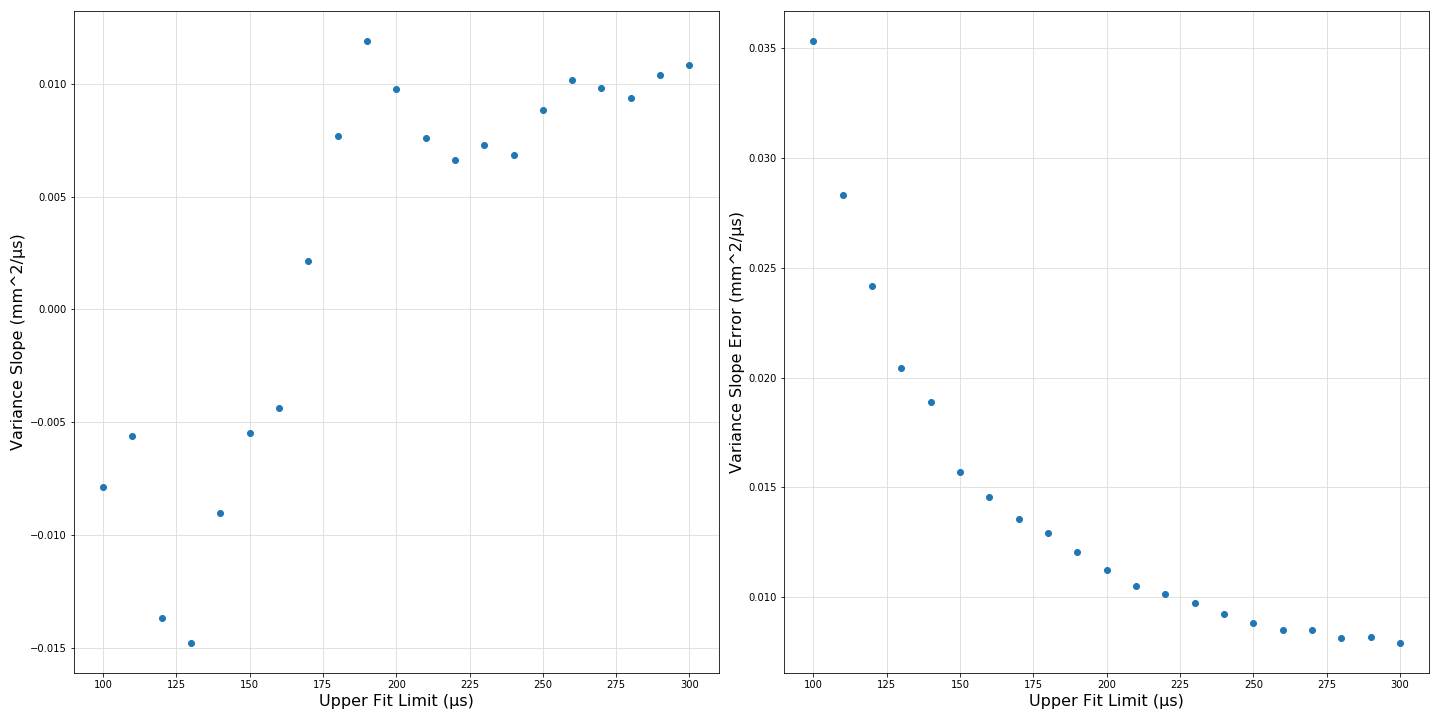 0.010
0.005
0.000
−0.005
−0.010
−0.015
Variance Slope (mm^2/μs)
100 125 150 175 200 225 250 275 300
Upper Fit Limit (μs)
0.035
0.030
0.025
0.020
0.015
0.010
Variance Slope Error (mm^2/μs)
100 125 150 175 200 225 250 275 300
Upper Fit Limit (μs)